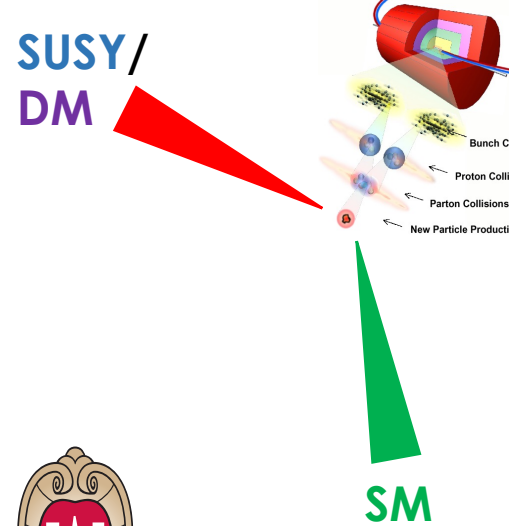 SUSY/
DM
Bunch C
Proton Colli
Parton Collisions
New Particle Producti
SM